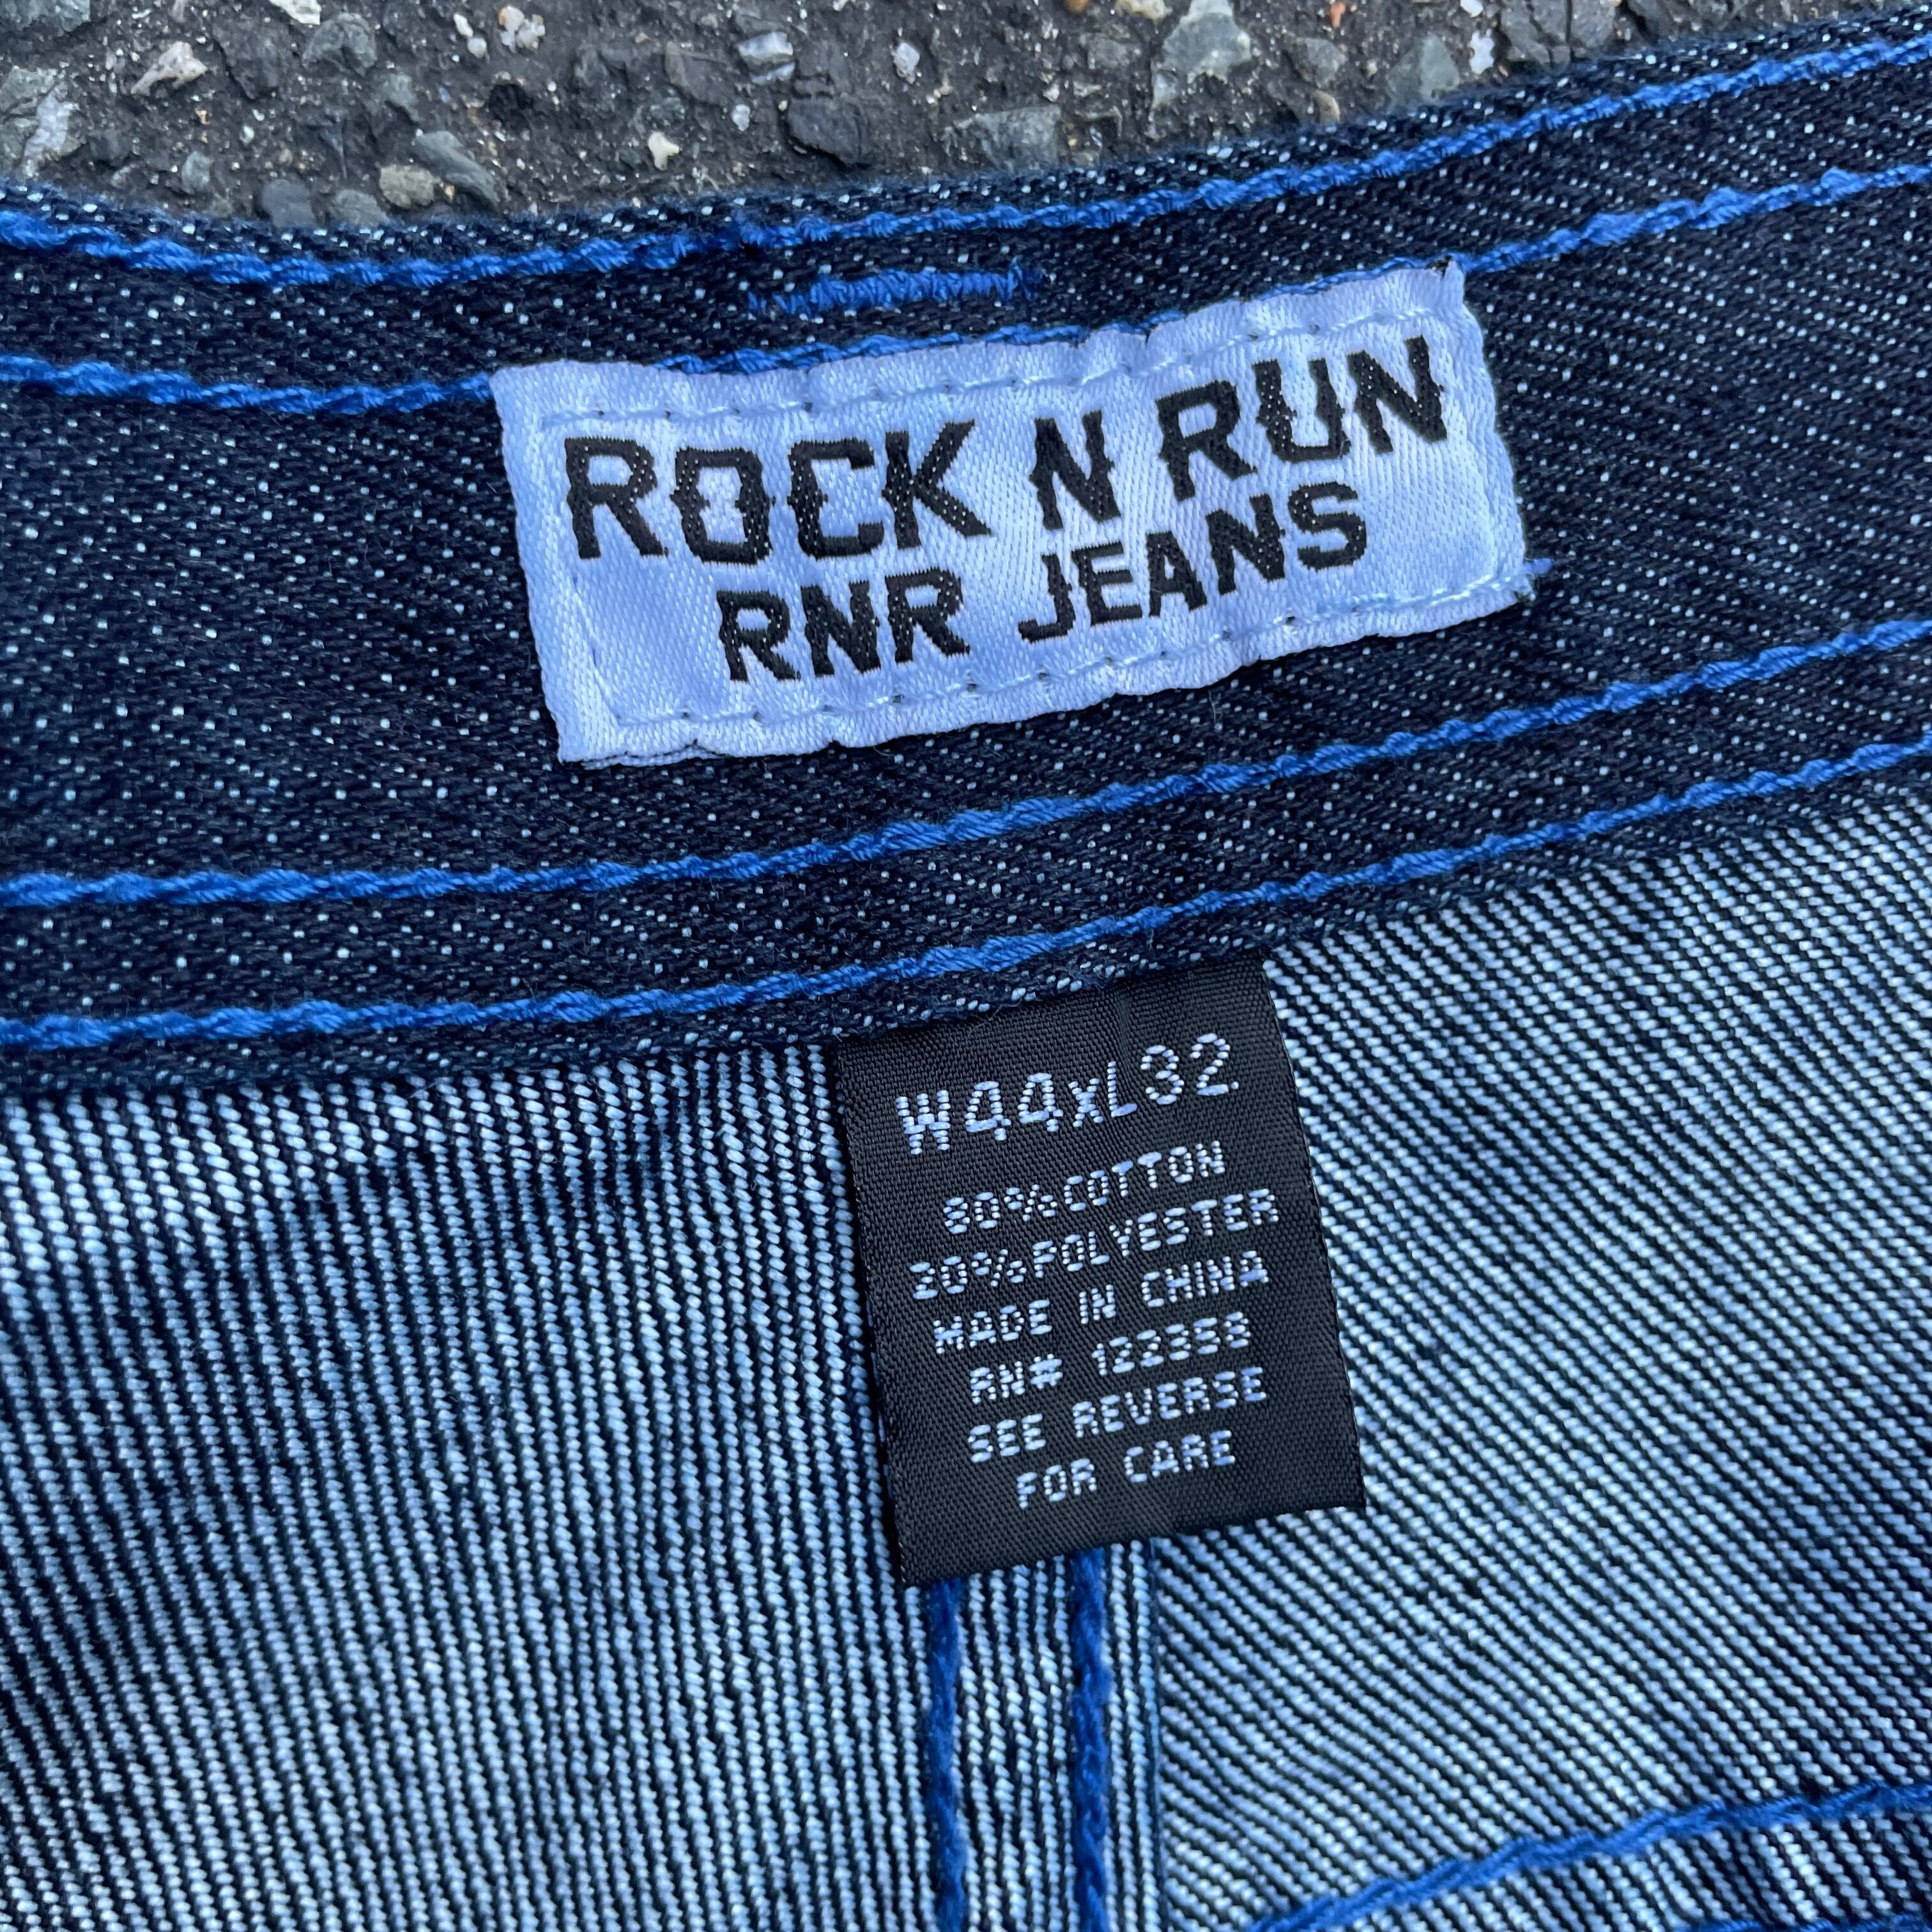 ROCK N RUN
RNR JEANS
W44xL32
80%COTTON
20%POLYESTER
MADE IN CHINA
RN# 122358
SEE REVERSE
FOR CARE